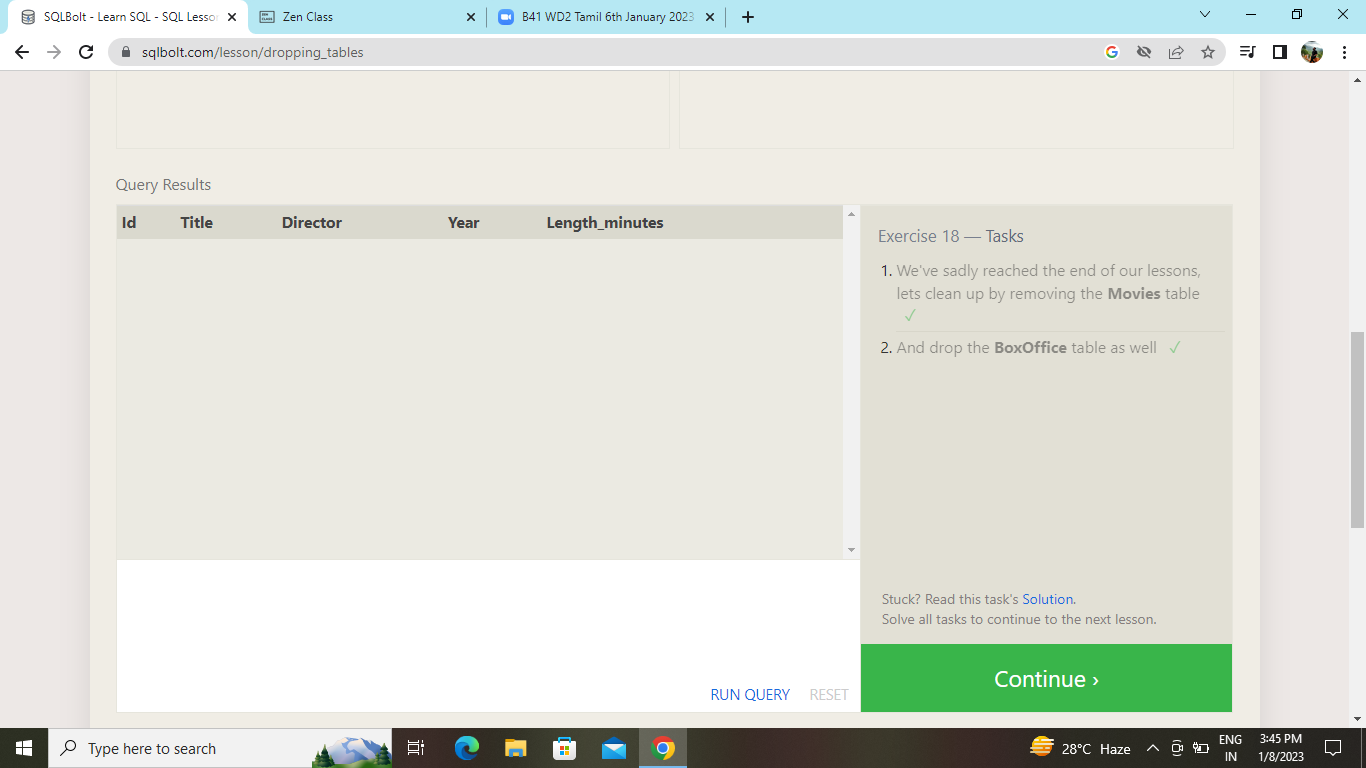 SQLBolt - Learn SQL - SQL Lesson
Zen Class
B41 WD2 Tamil 6th January 2023
sqlbolt.com/lesson/dropping_tables
Query Results
Id Title Director Year Length_minutes
Exercise 18 — Tasks
1. We've sadly reached the end of our lessons,
lets clean up by removing the Movies table
✓
2. And drop the BoxOffice table as well ✓
Stuck? Read this task's Solution.
Solve all tasks to continue to the next lesson.
RUN QUERY RESET
Continue ›
Type here to search
28°C Haze
ENG
IN
3:45 PM
1/8/2023